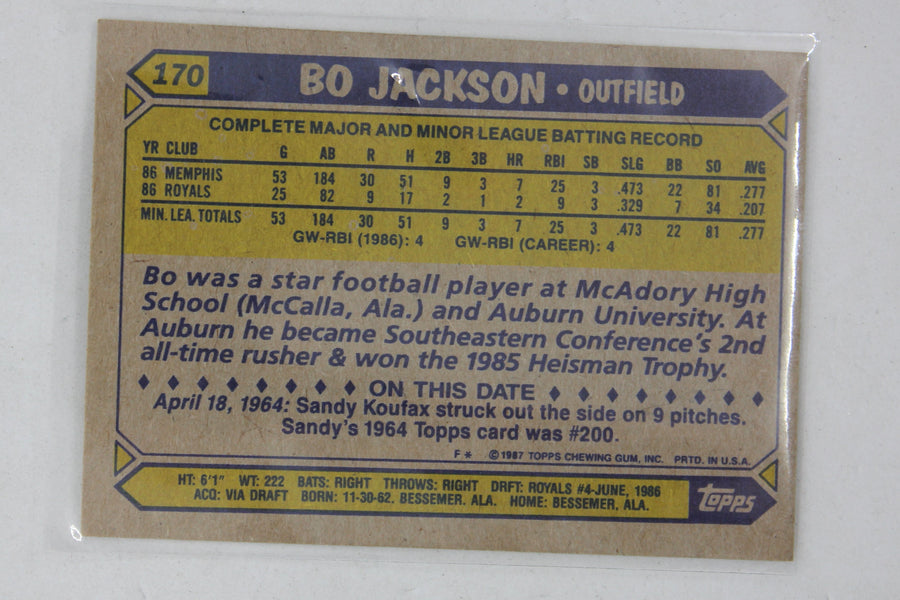 170 BO JACKSON • OUTFIELD
COMPLETE MAJOR AND MINOR LEAGUE BATTING RECORD
YR CLUB G AB R H 2B 3B HR RBI SB SLG BB SO AVG
86 MEMPHIS 53 184 30 51 9 3 7 25 3 .473 22 81 .277
86 ROYALS 25 82 9 17 2 1 2 9 3 .329 7 34 .207
MIN. LEA. TOTALS 53 184 30 51 9 3 7 25 3 .473 22 81 .277
GW-RBI (1986): 4 GW-RBI (CAREER): 4
Bo was a star football player at McAdory High
School (McCalla, Ala.) and Auburn University. At
Auburn he became Southeastern Conference's 2nd
all-time rusher & won the 1985 Heisman Trophy.
♦ ♦ ♦ ♦ ♦ ♦ ♦ ♦ ON THIS DATE ♦ ♦ ♦ ♦ ♦ ♦ ♦ ♦
April 18, 1964: Sandy Koufax struck out the side on 9 pitches.
Sandy's 1964 Topps card was #200.
F* ©1987 TOPPS CHEWING GUM, INC. PRTD. IN U.S.A.
HT: 6'1" WT: 222 BATS: RIGHT THROWS: RIGHT DRFT: ROYALS #4-JUNE, 1986
ACQ: VIA DRAFT BORN: 11-30-62, BESSEMER, ALA. HOME: BESSEMER, ALA.
topps